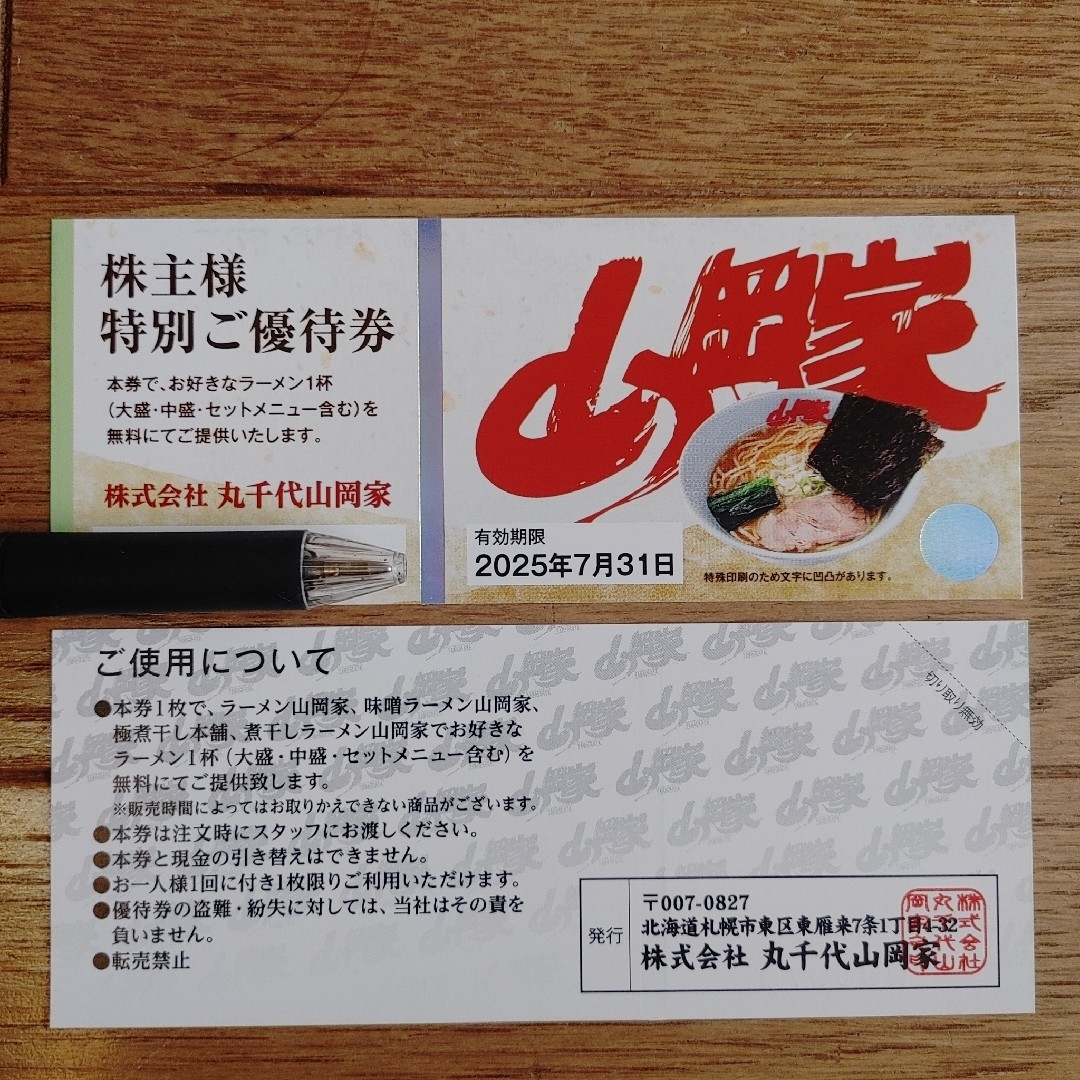 株主様
特別ご優待券
本券で、お好きなラーメン1杯
(大盛・中盛・セットメニュー含む)を
無料にてご提供いたします。
株式会社 丸千代山岡家
山岡家
山岡家
有効期限
2025年7月31日
特殊印刷のため文字に凹凸があります。
ご使用について
●本券1枚で、ラーメン山岡家、味噌ラーメン山岡家、
極煮干し本舗、煮干しラーメン山岡家でお好きな
ラーメン1杯(大盛・中盛・セットメニュー含む)を
無料にてご提供致します。
※販売時間によってはお取りかえできない商品がございます。
●本券は注文時にスタッフにお渡しください。
●本券と現金の引き替えはできません。
●お一人様1回に付き1枚限りご利用いただけます。
●優待券の盗難・紛失に対しては、当社はその責を
負いません。
●転売禁止
切り取り無効
発行
〒007-0827
北海道札幌市東区東雁来7条1丁目4-32
株式会社 丸千代山岡家